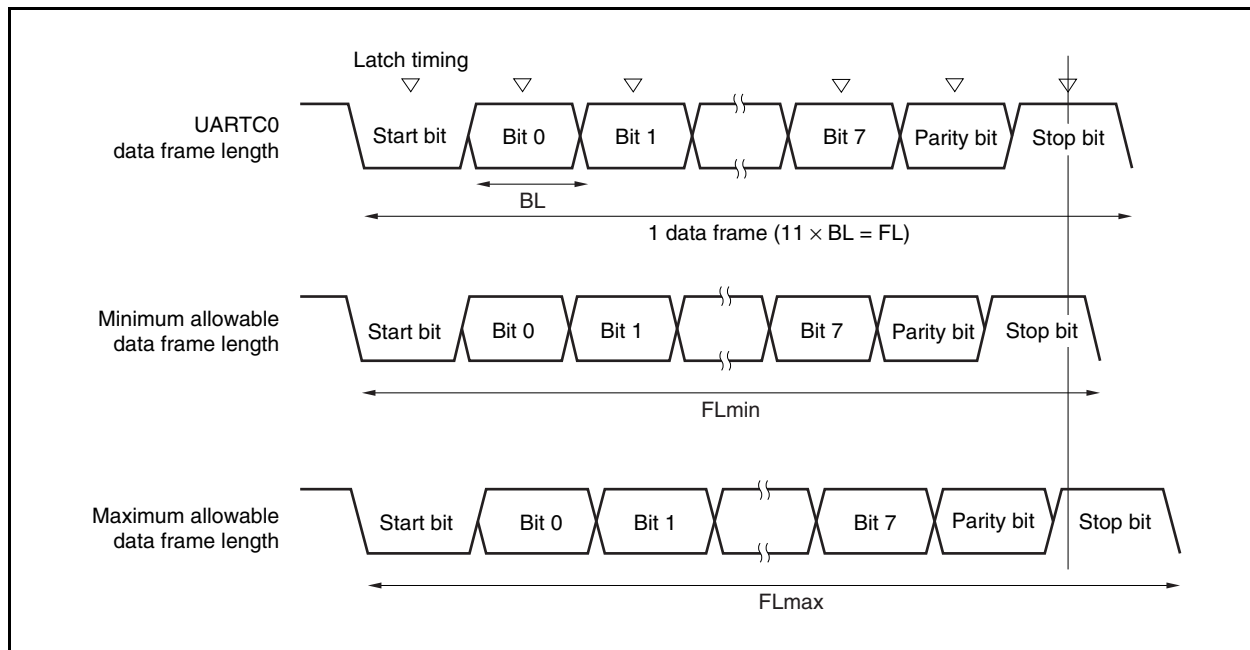 Latch timing
UARTC0
data frame length
Start bit
Bit 0
Bit 1
Bit 7
Parity bit
Stop bit
BL
1 data frame (11 × BL = FL)
Minimum allowable
data frame length
Start bit
Bit 0
Bit 1
Bit 7
Parity bit
Stop bit
FLmin
Maximum allowable
data frame length
Start bit
Bit 0
Bit 1
Bit 7
Parity bit
Stop bit
FLmax